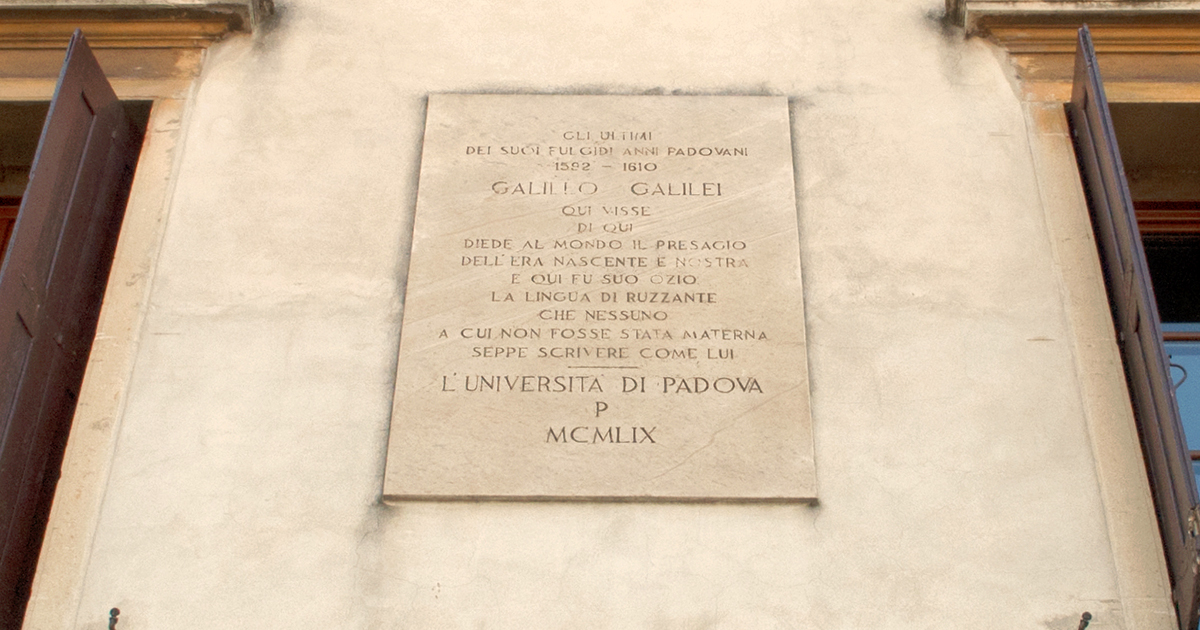 GLI ULTIMI
DEI SUOI FULGIDI ANNI PADOVANI
1592 – 1610
GALILEO GALILEI
QUI VISSE
DI QUI
DIEDE AL MONDO IL PRESAGIO
DELL'ERA NASCENTE E NOSTRA
E QUI FU SUO OZIO
LA LINGUA DI RUZZANTE
CHE NESSUNO
A CUI NON FOSSE STATA MATERNA
SEPPE SCRIVERE COME LUI
L'UNIVERSITA' DI PADOVA
P
MCMLIX